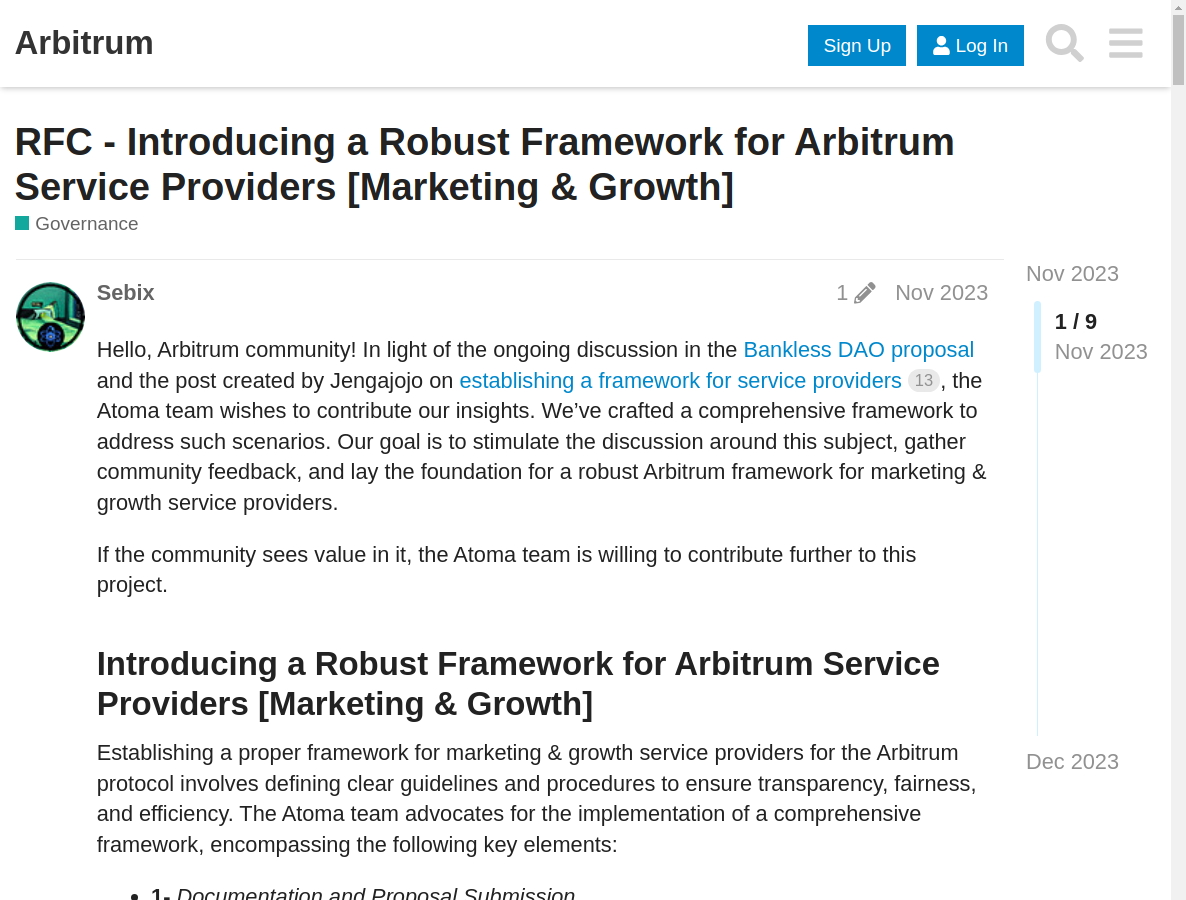 Arbitrum
Sign Up
Log In
RFC - Introducing a Robust Framework for Arbitrum
Service Providers [Marketing & Growth]
Governance
Sebix
1
Nov 2023
Hello, Arbitrum community! In light of the ongoing discussion in the Bankless DAO proposal
and the post created by Jengajojo on establishing a framework for service providers 13, the
Atoma team wishes to contribute our insights. We’ve crafted a comprehensive framework to
address such scenarios. Our goal is to stimulate the discussion around this subject, gather
community feedback, and lay the foundation for a robust Arbitrum framework for marketing &
growth service providers.
If the community sees value in it, the Atoma team is willing to contribute further to this
project.
Introducing a Robust Framework for Arbitrum Service
Providers [Marketing & Growth]
Establishing a proper framework for marketing & growth service providers for the Arbitrum
protocol involves defining clear guidelines and procedures to ensure transparency, fairness,
and efficiency. The Atoma team advocates for the implementation of a comprehensive
framework, encompassing the following key elements:
• 1- Documentation and Proposal Submission
Nov 2023
1 / 9
Nov 2023
Dec 2023